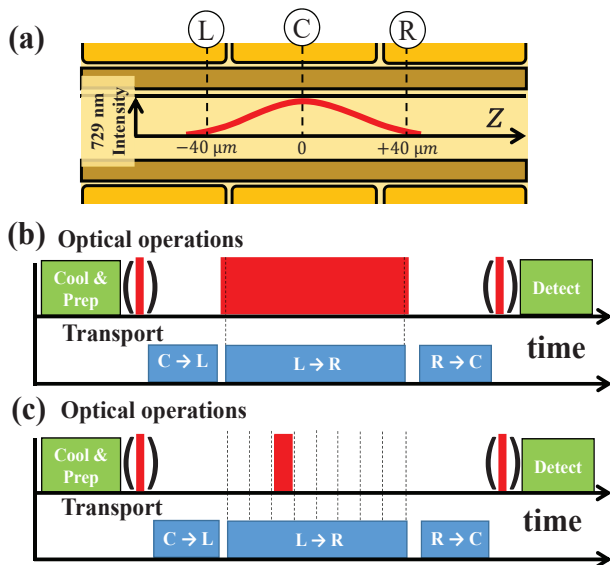 (a)
L
C
R
729 nm
Intensity
Z
−40 μm
0
+40 μm
(b) Optical operations
Cool &
Prep
( )
( )
Detect
Transport
time
C → L
L → R
R → C
(c) Optical operations
Cool &
Prep
( )
( )
Detect
Transport
time
C → L
L → R
R → C